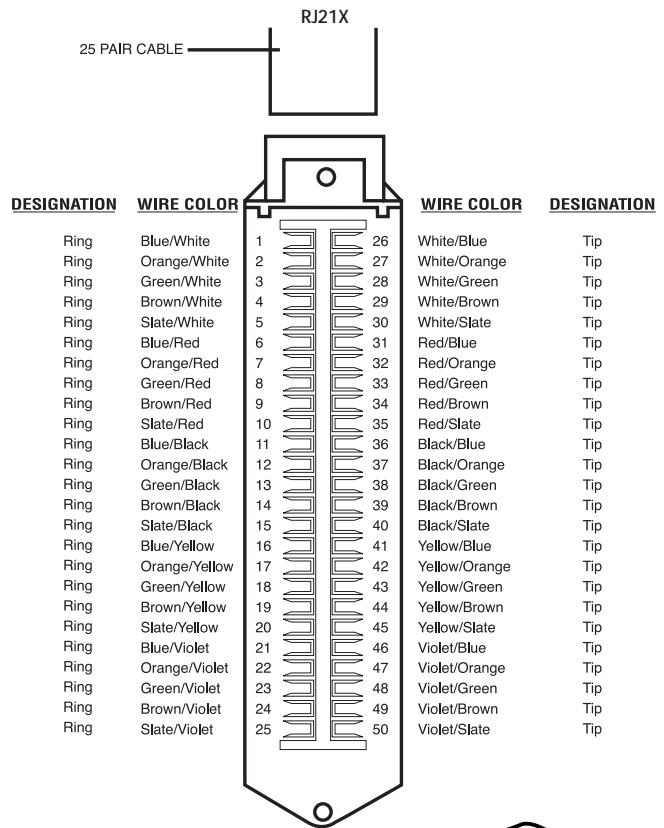 RJ21X
25 PAIR CABLE
DESIGNATION WIRE COLOR WIRE COLOR DESIGNATION
Ring Blue/White 1 26 White/Blue Tip
Ring Orange/White 2 27 White/Orange Tip
Ring Green/White 3 28 White/Green Tip
Ring Brown/White 4 29 White/Brown Tip
Ring Slate/White 5 30 White/Slate Tip
Ring Blue/Red 6 31 Red/Blue Tip
Ring Orange/Red 7 32 Red/Orange Tip
Ring Green/Red 8 33 Red/Green Tip
Ring Brown/Red 9 34 Red/Brown Tip
Ring Slate/Red 10 35 Red/Slate Tip
Ring Blue/Black 11 36 Black/Blue Tip
Ring Orange/Black 12 37 Black/Orange Tip
Ring Green/Black 13 38 Black/Green Tip
Ring Brown/Black 14 39 Black/Brown Tip
Ring Slate/Black 15 40 Black/Slate Tip
Ring Blue/Yellow 16 41 Yellow/Blue Tip
Ring Orange/Yellow 17 42 Yellow/Orange Tip
Ring Green/Yellow 18 43 Yellow/Green Tip
Ring Brown/Yellow 19 44 Yellow/Brown Tip
Ring Slate/Yellow 20 45 Yellow/Slate Tip
Ring Blue/Violet 21 46 Violet/Blue Tip
Ring Orange/Violet 22 47 Violet/Orange Tip
Ring Green/Violet 23 48 Violet/Green Tip
Ring Brown/Violet 24 49 Violet/Brown Tip
Ring Slate/Violet 25 50 Violet/Slate Tip